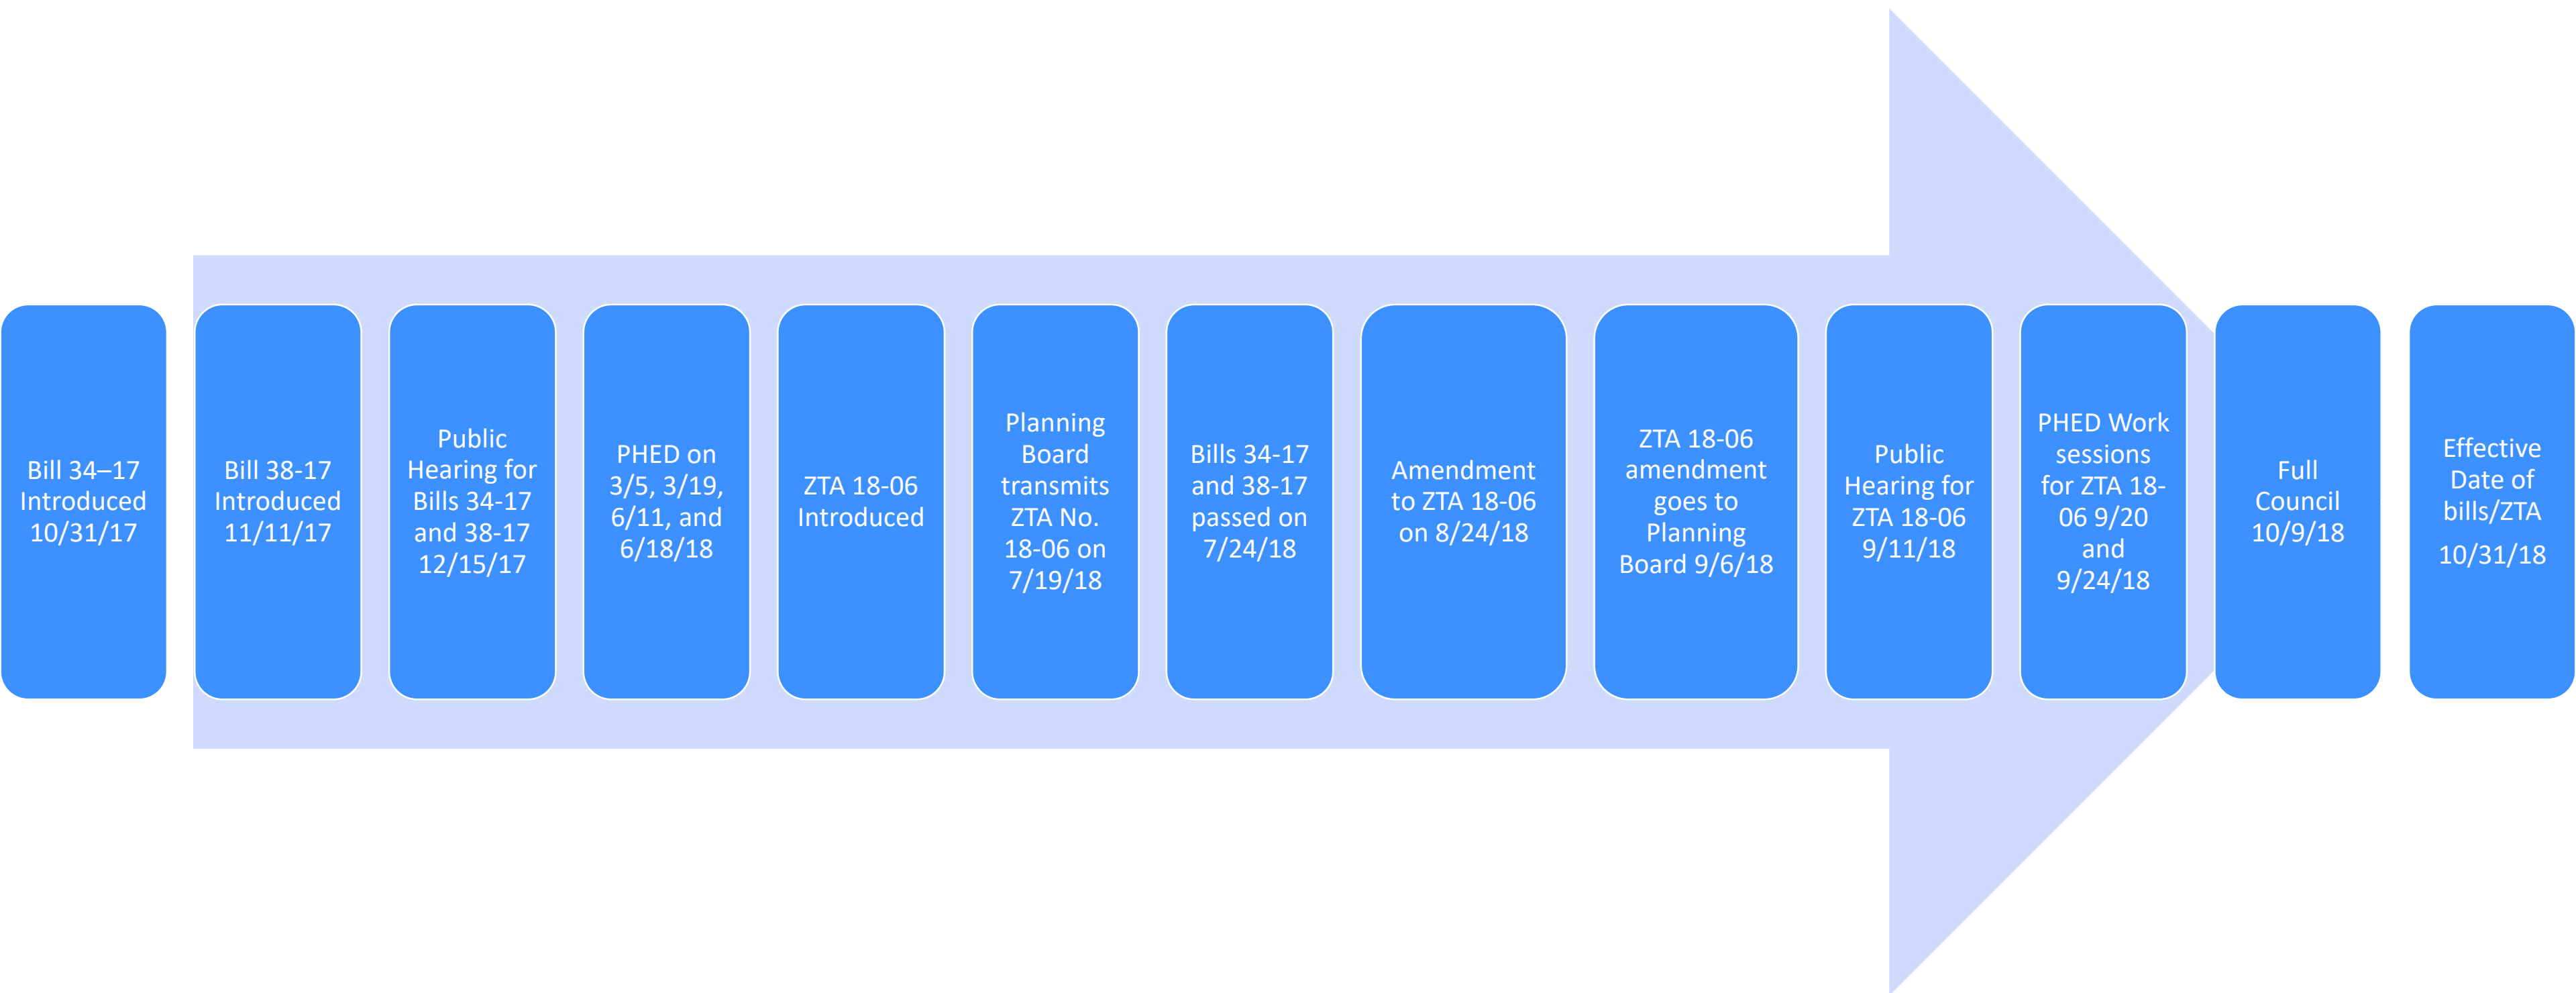 Bill 34–17
Introduced
10/31/17
Bill 38-17
Introduced
11/11/17
Public
Hearing for
Bills 34-17
and 38-17
12/15/17
PHED on
3/5, 3/19,
6/11, and
6/18/18
ZTA 18-06
Introduced
Planning
Board
transmits
ZTA No.
18-06 on
7/19/18
Bills 34-17
and 38-17
passed on
7/24/18
Amendment
to ZTA 18-06
on 8/24/18
ZTA 18-06
amendment
goes to
Planning
Board 9/6/18
Public
Hearing for
ZTA 18-06
9/11/18
PHED Work
sessions
for ZTA 18-
06 9/20
and
9/24/18
Full
Council
10/9/18
Effective
Date of
bills/ZTA
10/31/18